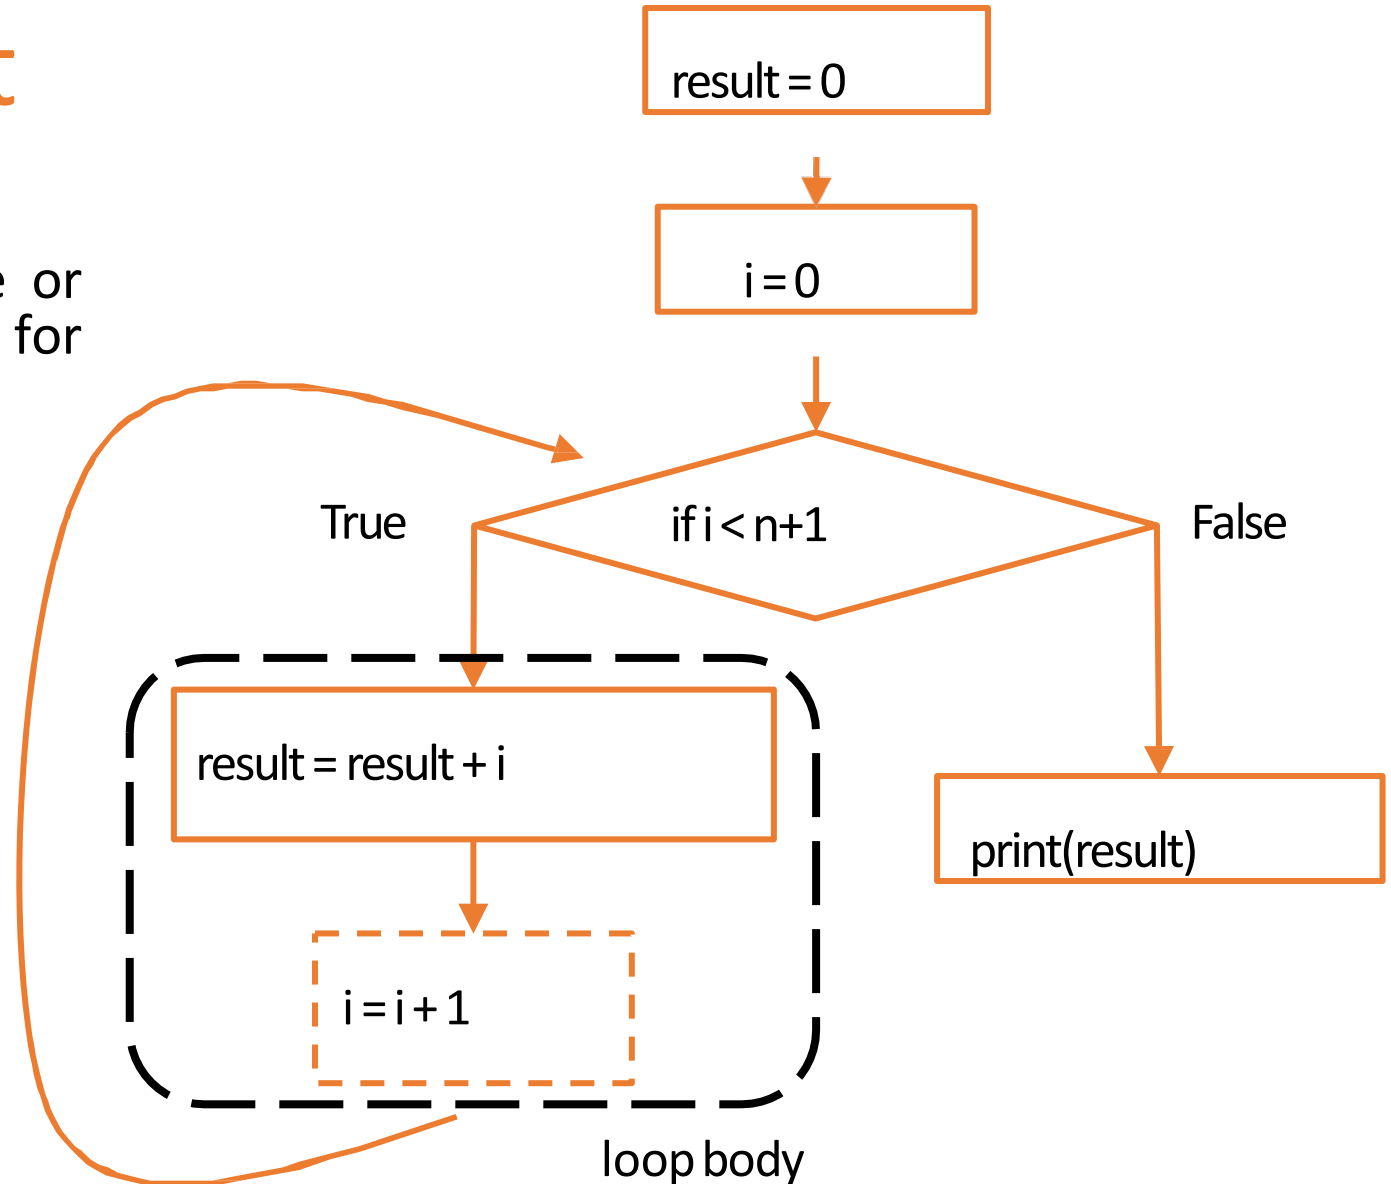 t
result = 0
i = 0
e or
for
True
if i < n+1
False
result = result + i
print(result)
i = i + 1
loop body